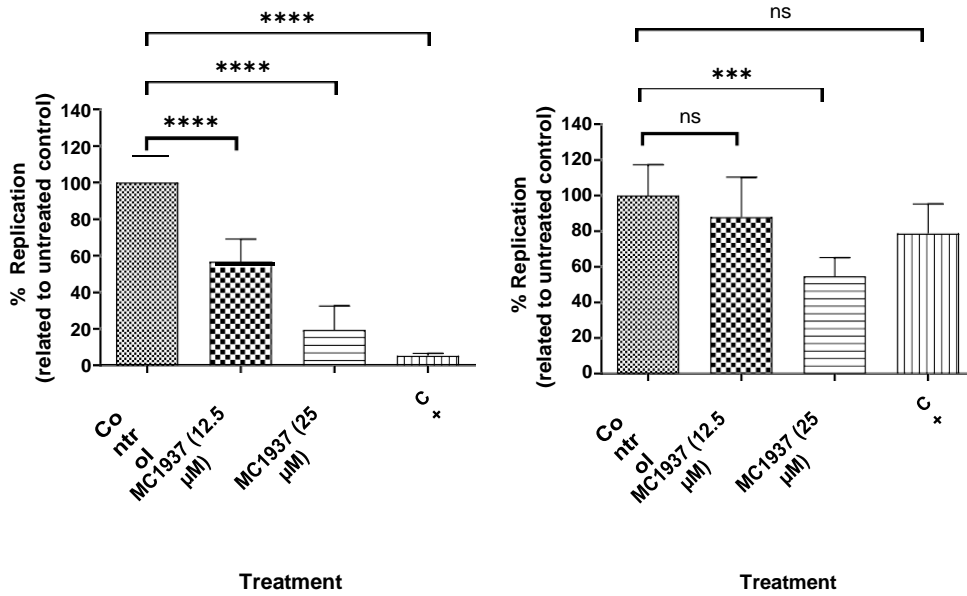 ****
****
****
% Replication
(related to untreated control)
140
120
100
80
60
40
20
0
Co
ntr
ol
MC1937 (12.5
µM)
MC1937 (25
µM)
C
+
Treatment
ns
***
ns
% Replication
(related to untreated control)
140
120
100
80
60
40
20
0
Co
ntr
ol
MC1937 (12.5
µM)
MC1937 (25
µM)
C
+
Treatment